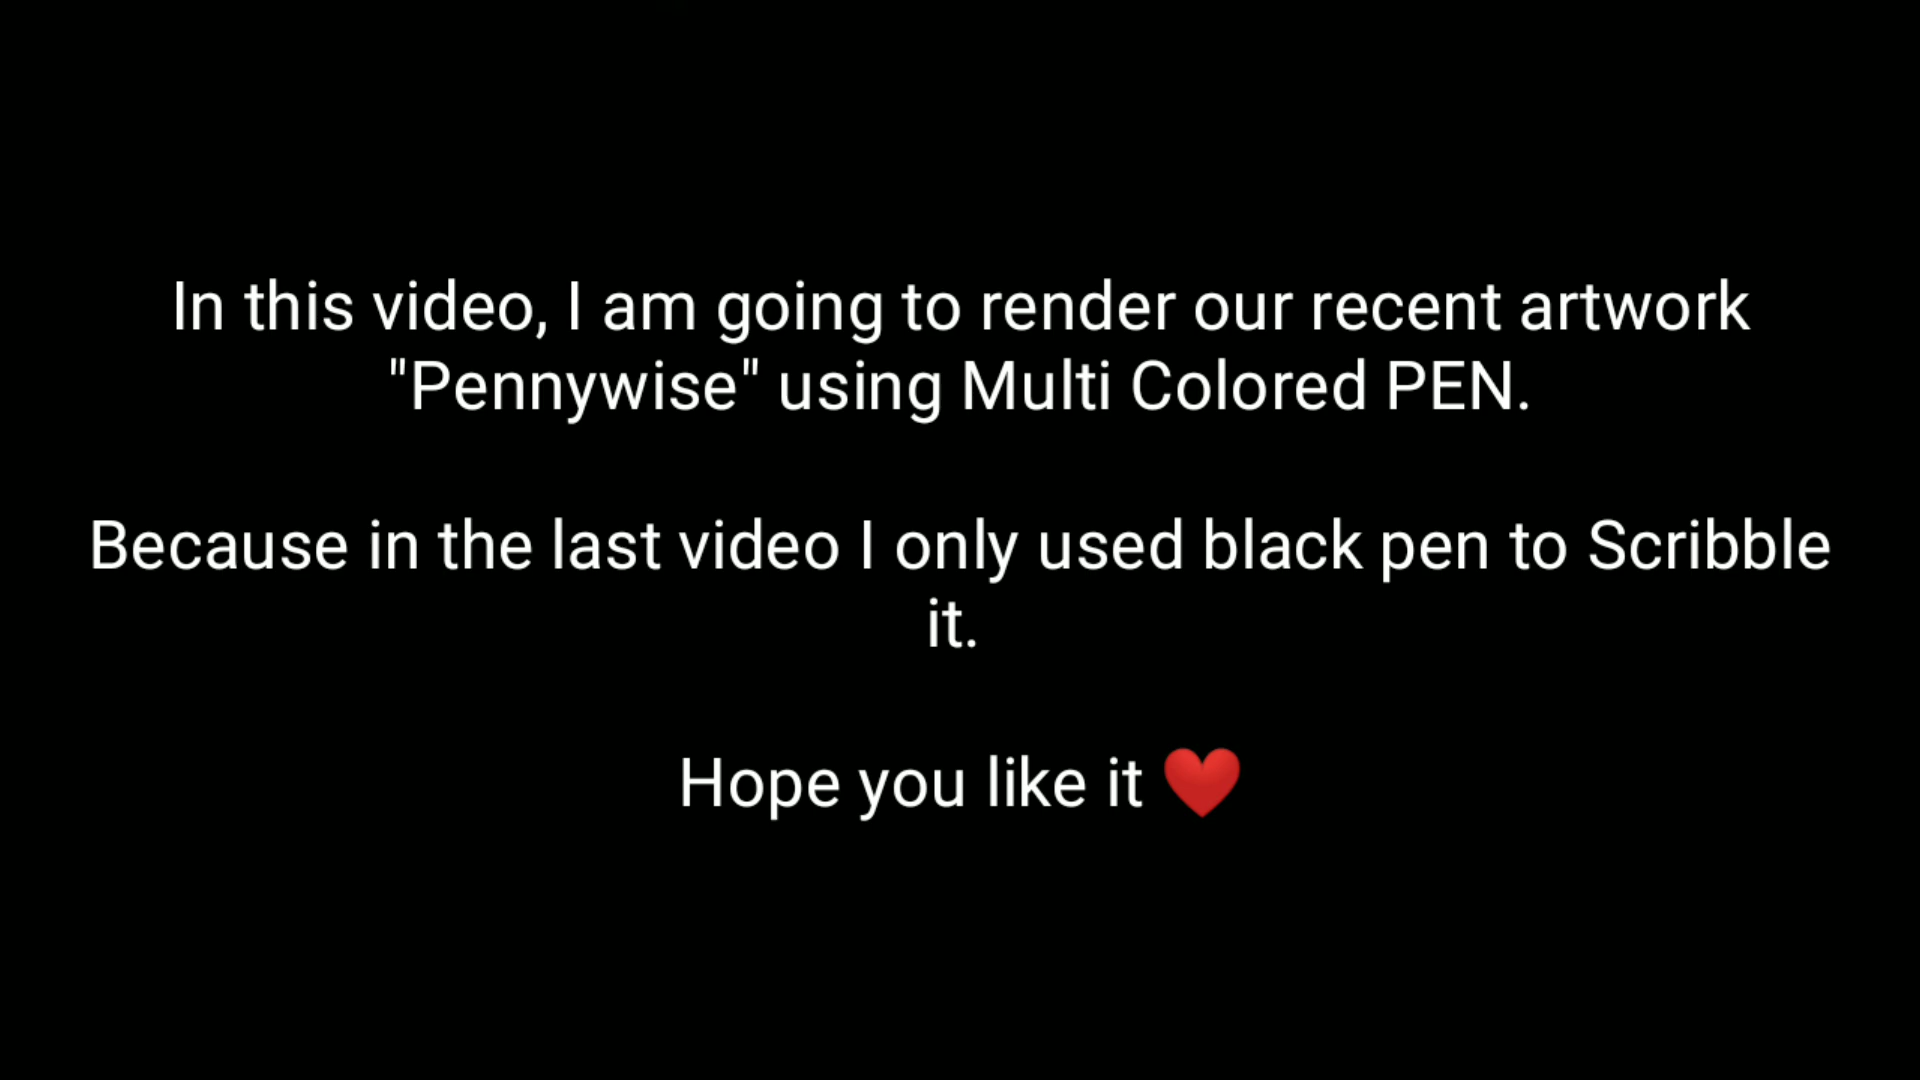 In this video, I am going to render our recent artwork
"Pennywise" using Multi Colored PEN.
Because in the last video I only used black pen to Scribble
it.
Hope you like it ❤️